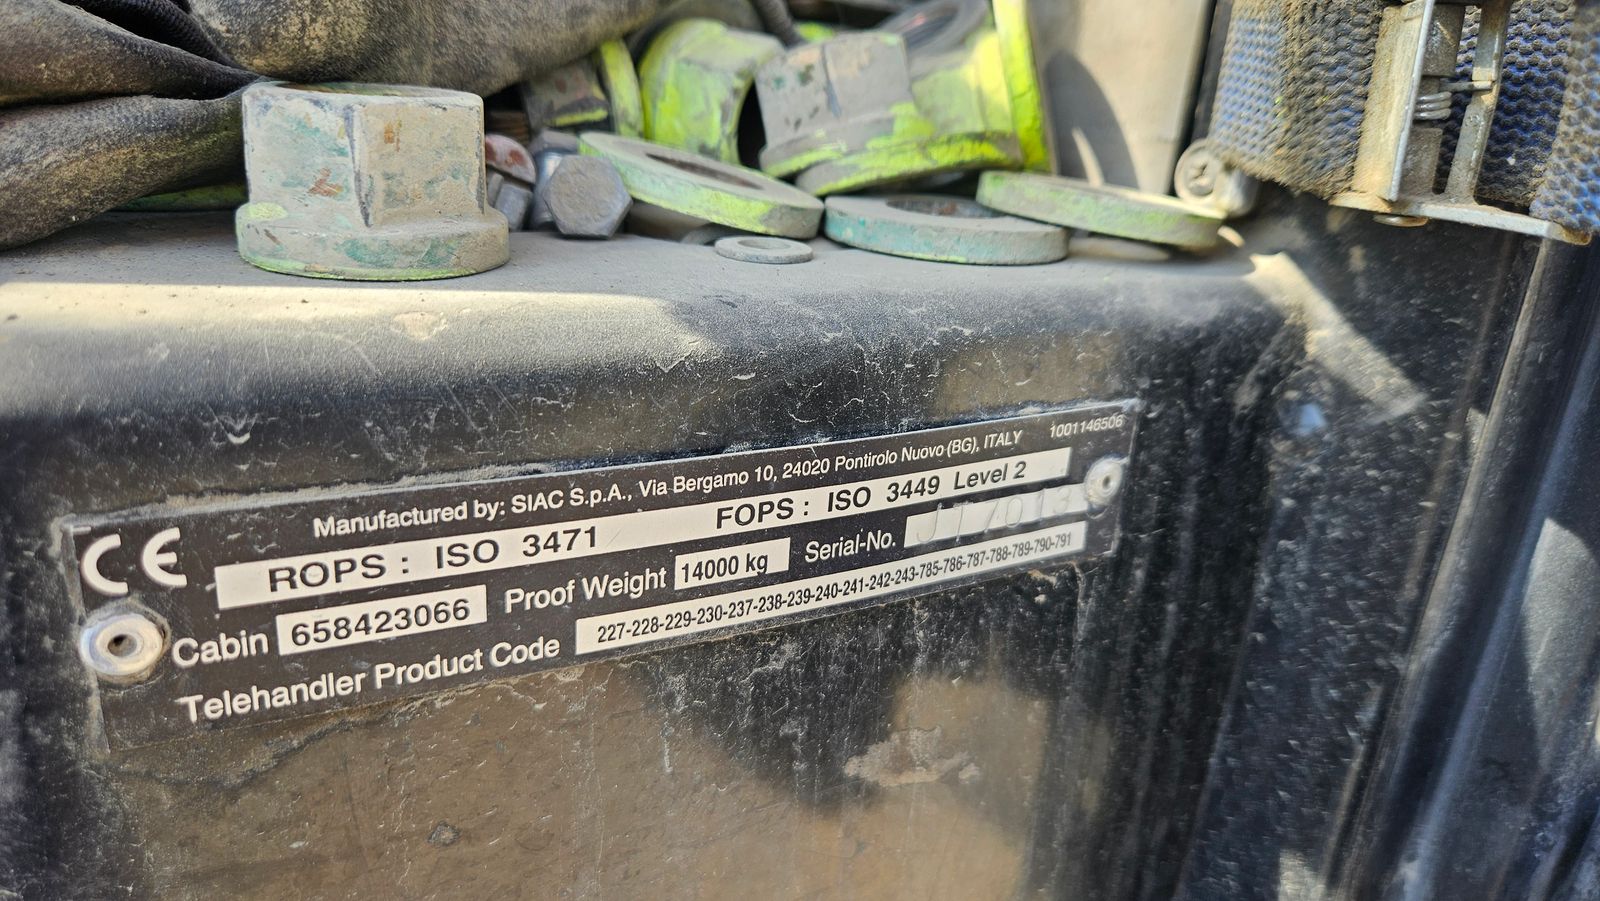 Manufactured by: SIAC S.p.A., Via Bergamo 10, 24020 Pontirolo Nuovo (BG), ITALY 1001146506
CE
ROPS : ISO 3471 FOPS : ISO 3449 Level 2
Cabin 658423066 Proof Weight 14000 kg Serial-No. JT7013
Telehandler Product Code 227-228-229-230-237-238-239-240-241-242-243-785-786-787-788-789-790-791